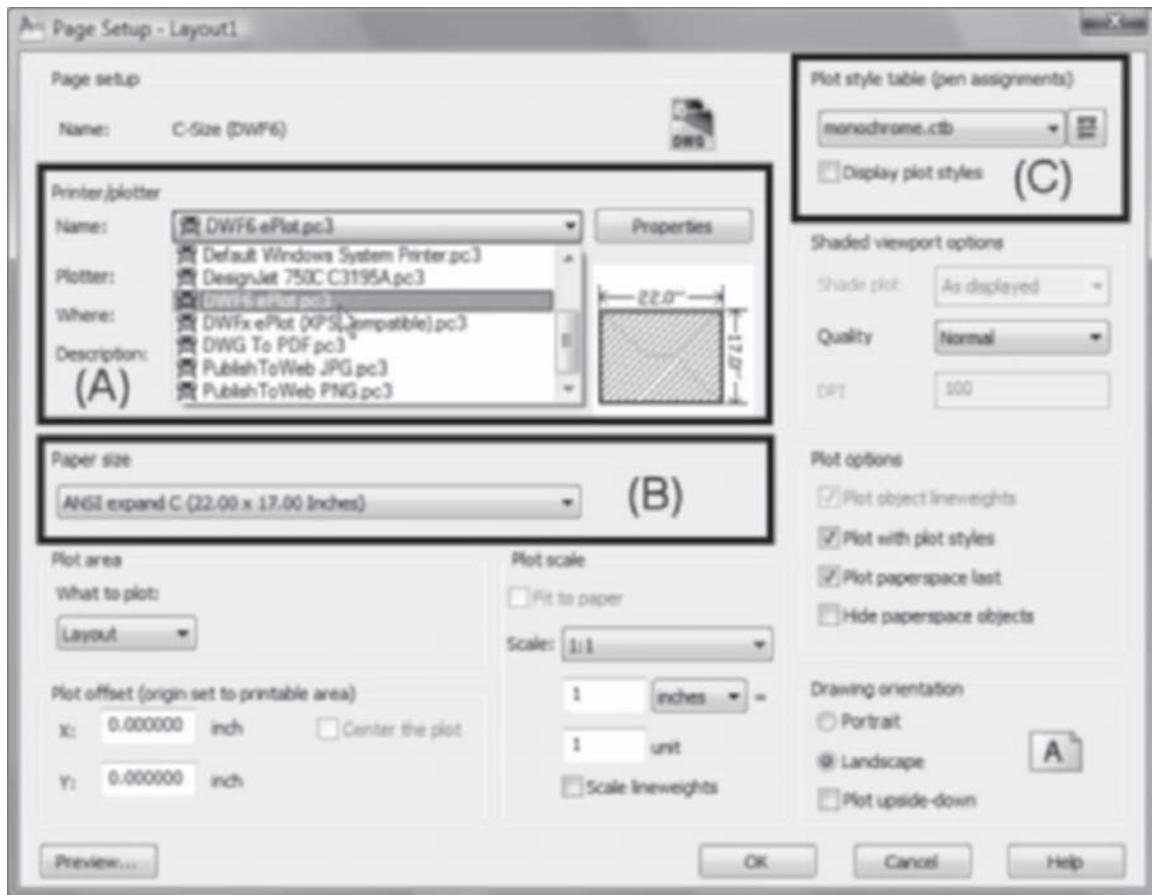 Page Setup - Layout1
Page setup
Name: C-Size (DWF6)
DWG
Printer/plotter
Name: DWF6 ePlot.pc3 Properties
Default Windows System Printer.pc3
Plotter: DesignJet 750C C3195A.pc3
DWF6 ePlot.pc3
Where: DWFx ePlot (XPS Compatible).pc3
DWG To PDF.pc3
Description: PublishToWeb JPG.pc3
PublishToWeb PNG.pc3
(A)
22.0"
17.0"
Paper size
ANSI expand C (22.00 x 17.00 Inches)
(B)
Plot area
What to plot:
Layout
Plot offset (origin set to printable area)
X: 0.000000 inch Center the plot
Y: 0.000000 inch
Plot scale
Fit to paper
Scale: 1:1
1 inches =
1 unit
Scale lineweights
Plot style table (pen assignments)
monochrome.ctb
Display plot styles
(C)
Shaded viewport options
Shade plot: As displayed
Quality Normal
DPI 100
Plot options
Plot object lineweights
Plot with plot styles
Plot paperspace last
Hide paperspace objects
Drawing orientation
Portrait
Landscape
A
Plot upside-down
Preview... OK Cancel Help